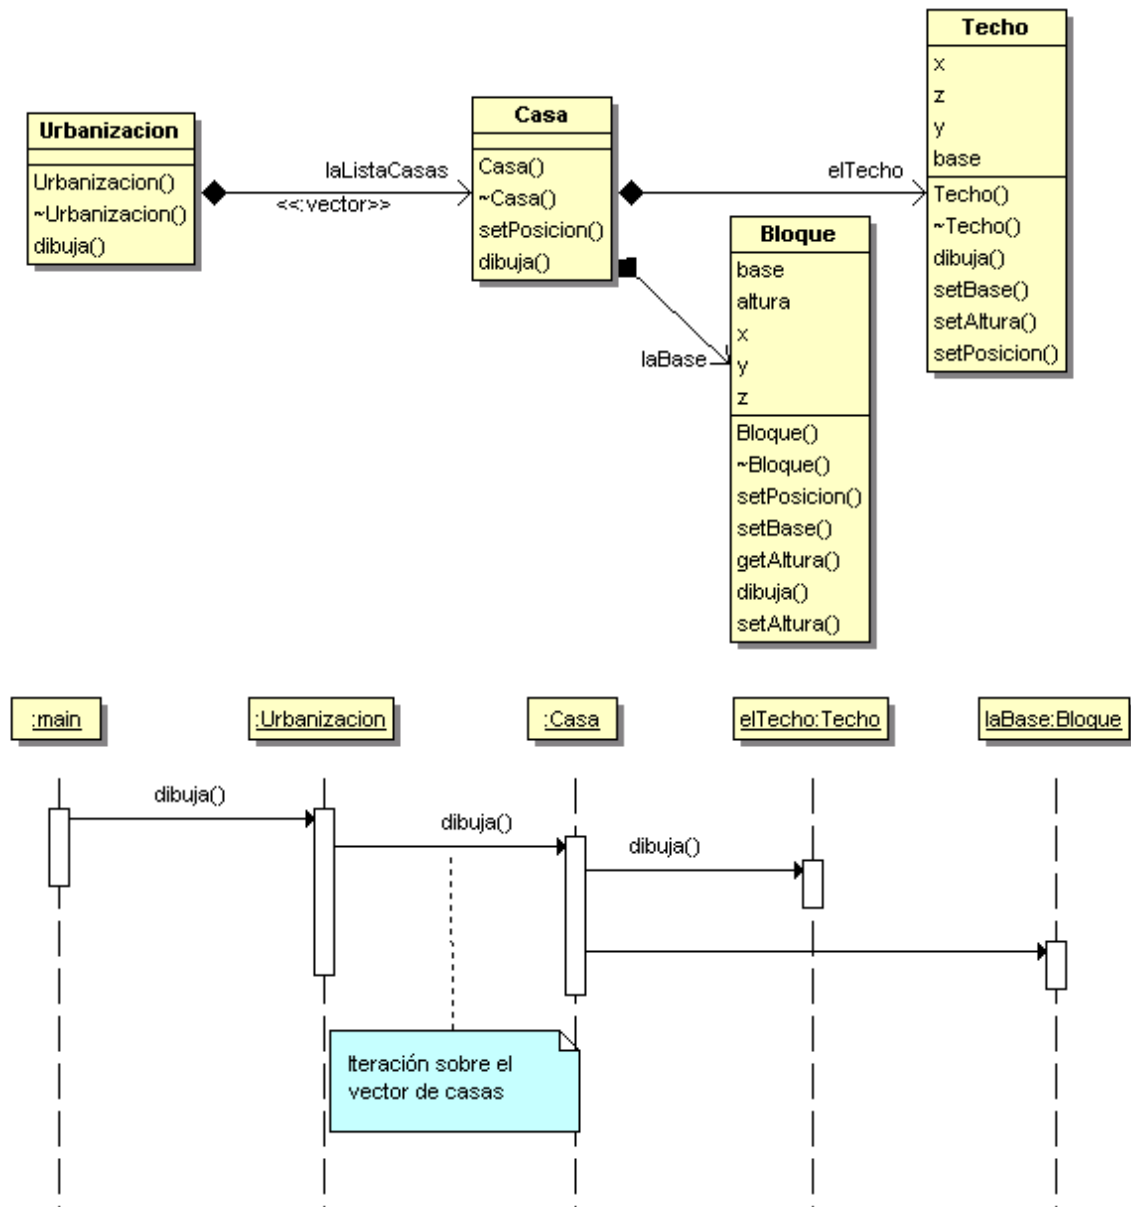 Urbanizacion
Urbanizacion()
~Urbanizacion()
dibuja()
laListaCasas
<<:vector>>
Casa
Casa()
~Casa()
setPosicion()
dibuja()
elTecho
laBase
Bloque
base
altura
x
y
z
Bloque()
~Bloque()
setPosicion()
setBase()
getAltura()
dibuja()
setAltura()
Techo
x
z
y
base
Techo()
~Techo()
dibuja()
setBase()
setAltura()
setPosicion()
:main
:Urbanizacion
:Casa
elTecho:Techo
laBase:Bloque
dibuja()
dibuja()
dibuja()
Iteración sobre el
vector de casas